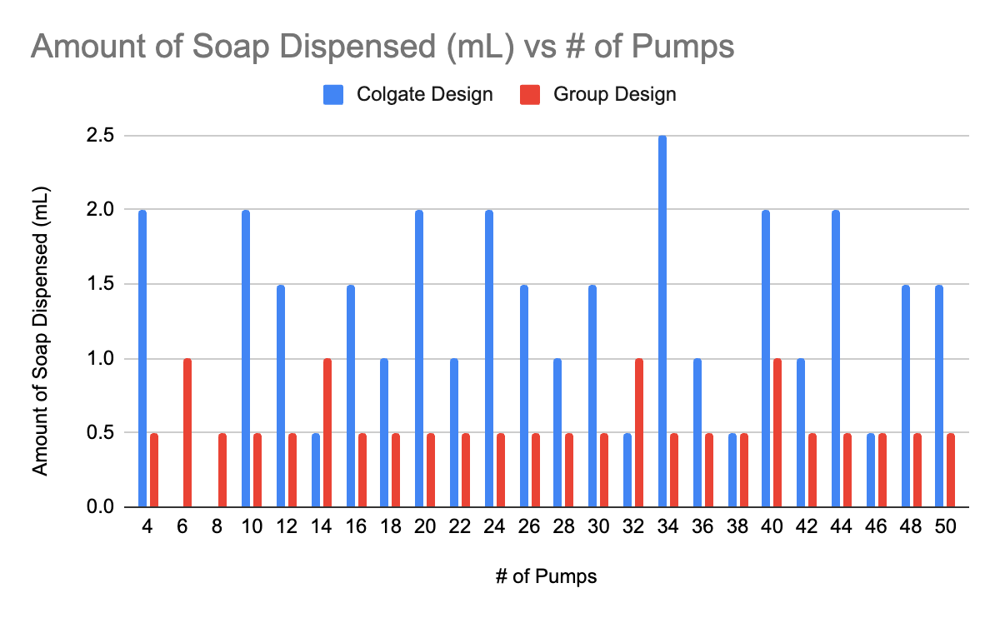 Amount of Soap Dispensed (mL) vs # of Pumps
Colgate Design Group Design
Amount of Soap Dispensed (mL)
2.5
2.0
1.5
1.0
0.5
0.0
4 6 8 10 12 14 16 18 20 22 24 26 28 30 32 34 36 38 40 42 44 46 48 50
# of Pumps